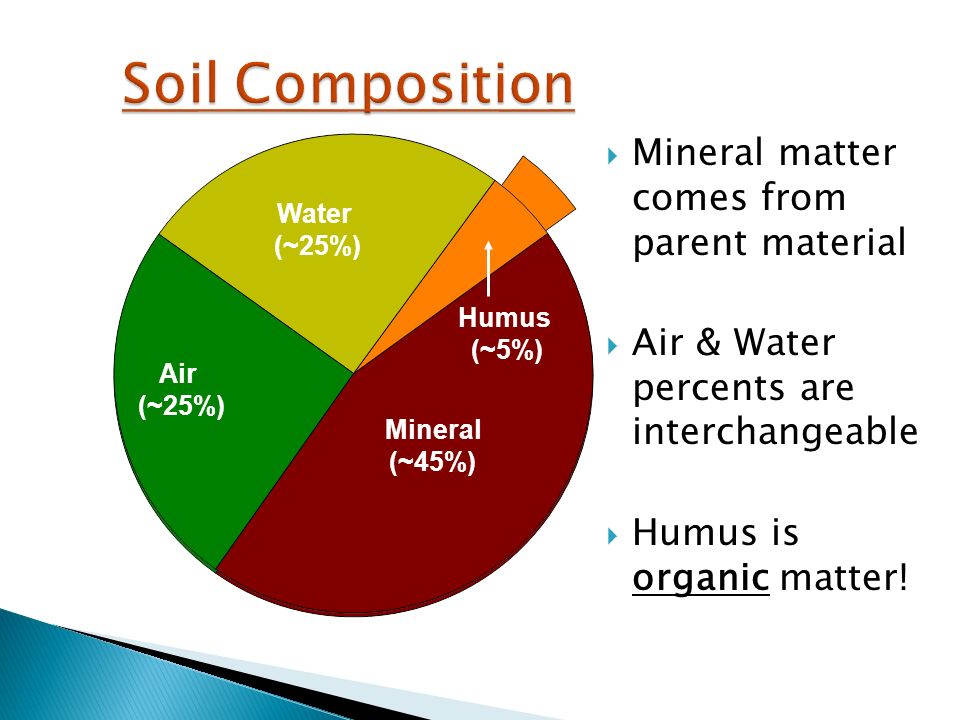 Soil Composition
Water
(~25%)
Humus
(~5%)
Air
(~25%)
Mineral
(~45%)
Mineral matter
comes from
parent material
Air & Water
percents are
interchangeable
Humus is
organic matter!